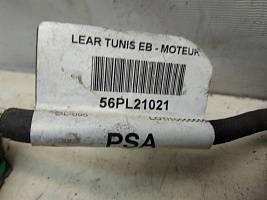 LEAR TUNIS EB - MOTEUR
56PL21021
PSA